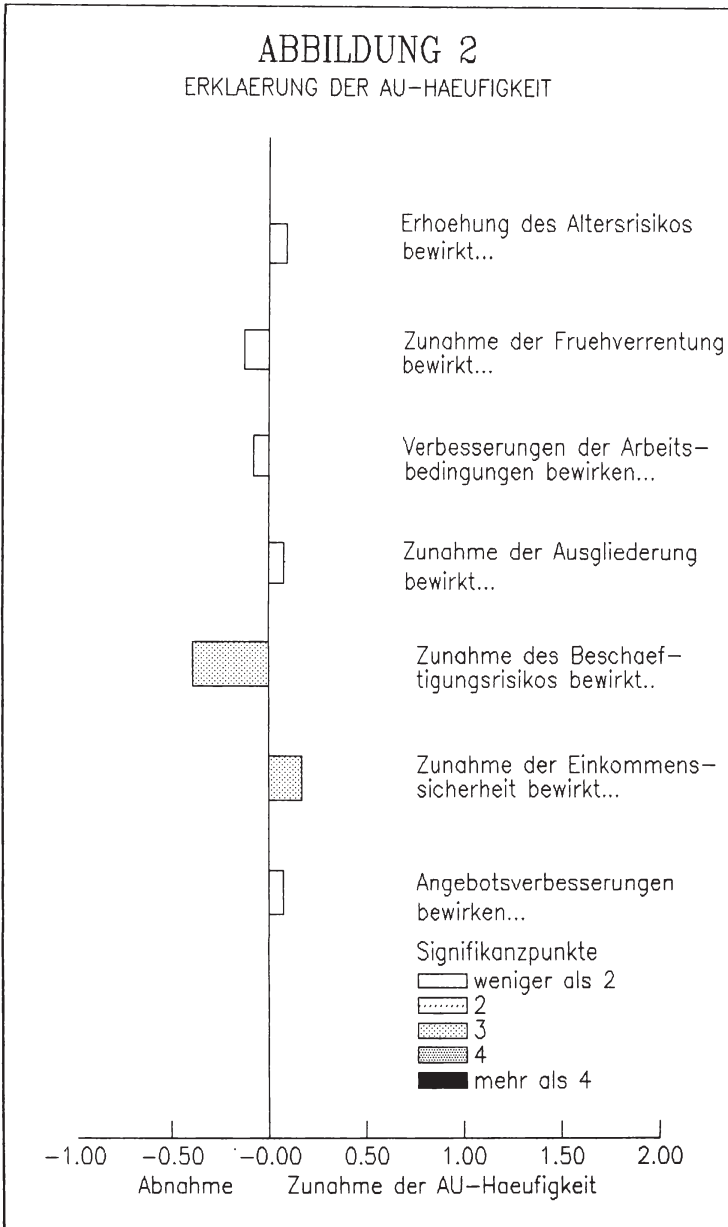 ABBILDUNG 2
ERKLAERUNG DER AU-HAEUFIGKEIT
Erhoehung des Altersrisikos
bewirkt...
Zunahme der Fruehverrentung
bewirkt...
Verbesserungen der Arbeits-
bedingungen bewirken...
Zunahme der Ausgliederung
bewirkt...
Zunahme des Beschaef-
tigungsrisikos bewirkt..
Zunahme der Einkommens-
sicherheit bewirkt...
Angebotsverbesserungen
bewirken...
Signifikanzpunkte
weniger als 2
2
3
4
mehr als 4
-1.00 -0.50 -0.00 0.50 1.00 1.50 2.00
Abnahme Zunahme der AU-Haeufigkeit